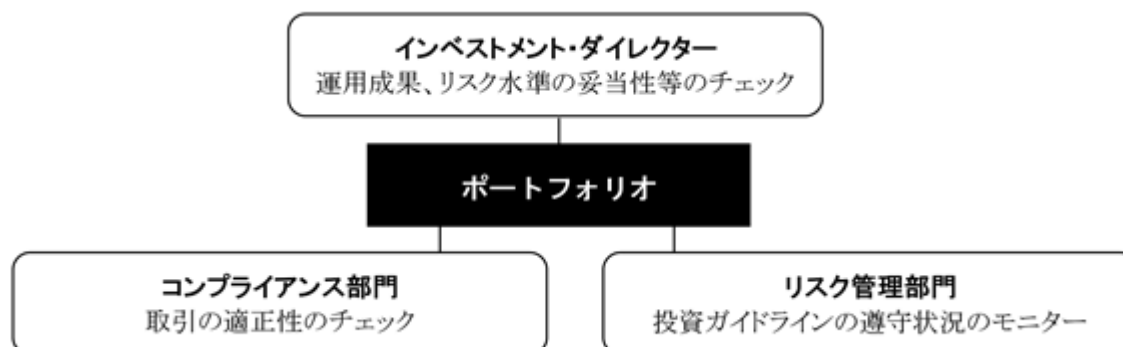 インベストメント・ダイレクター
運用成果、リスク水準の妥当性等のチェック
ポートフォリオ
コンプライアンス部門
取引の適正性のチェック
リスク管理部門
投資ガイドラインの遵守状況のモニター